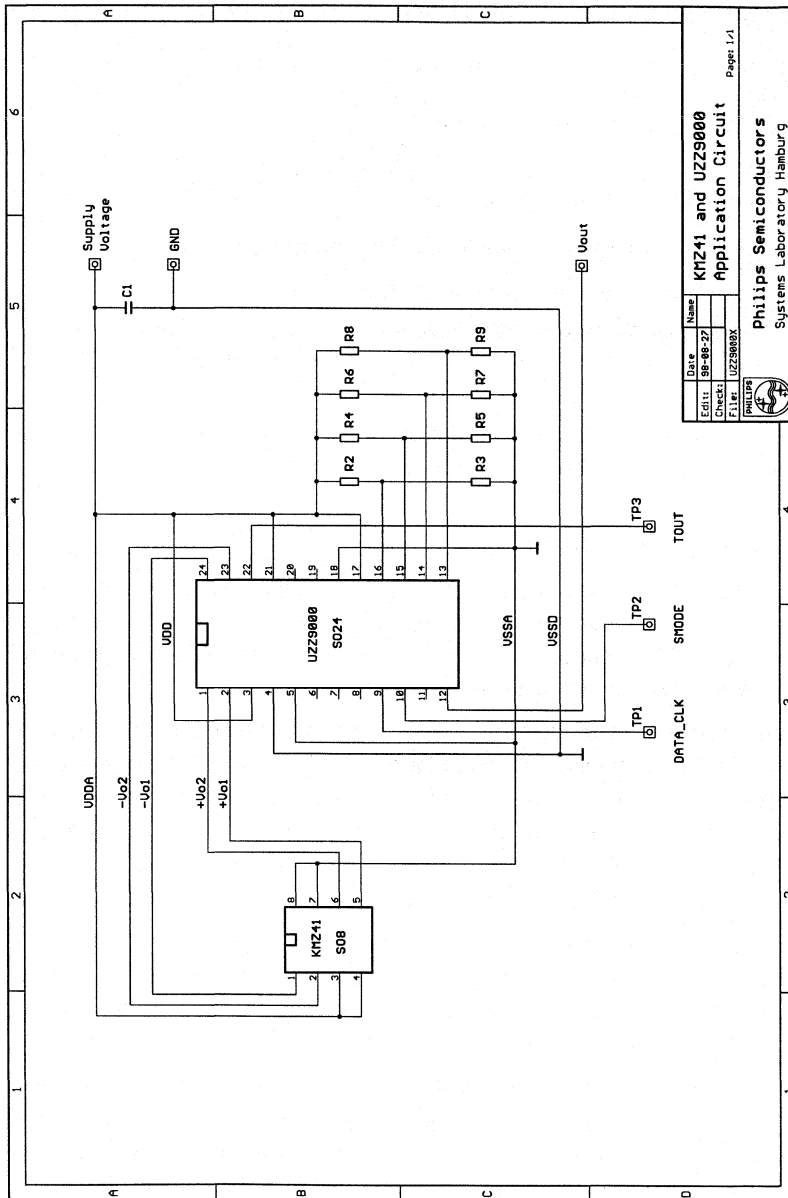 1 2 3 4 5 6
A
B
C
Supply
Voltage
C1
GND
Vout
VDDA
-Vo2
-Vo1
+Vo2
+Vo1
VDD
KMZ41
SO8
1
2
3
4
8
7
6
5
UZZ9000
SO24
1
2
3
4
5
6
7
8
9
10
11
12
24
23
22
21
20
19
18
17
16
15
14
13
R2 R4 R6 R8
R3 R5 R7 R9
VSSA
VSSD
TP1
DATA_CLK
TP2
SMODE
TP3
TOUT
A
B
C
D
1 2 3 4
Date Name
Edit: 98-08-27
Check:
File: UZZ9000X
KMZ41 and UZZ9000
Application Circuit
Page: 1/1
PHILIPS
Philips Semiconductors
Systems Laboratory Hamburg